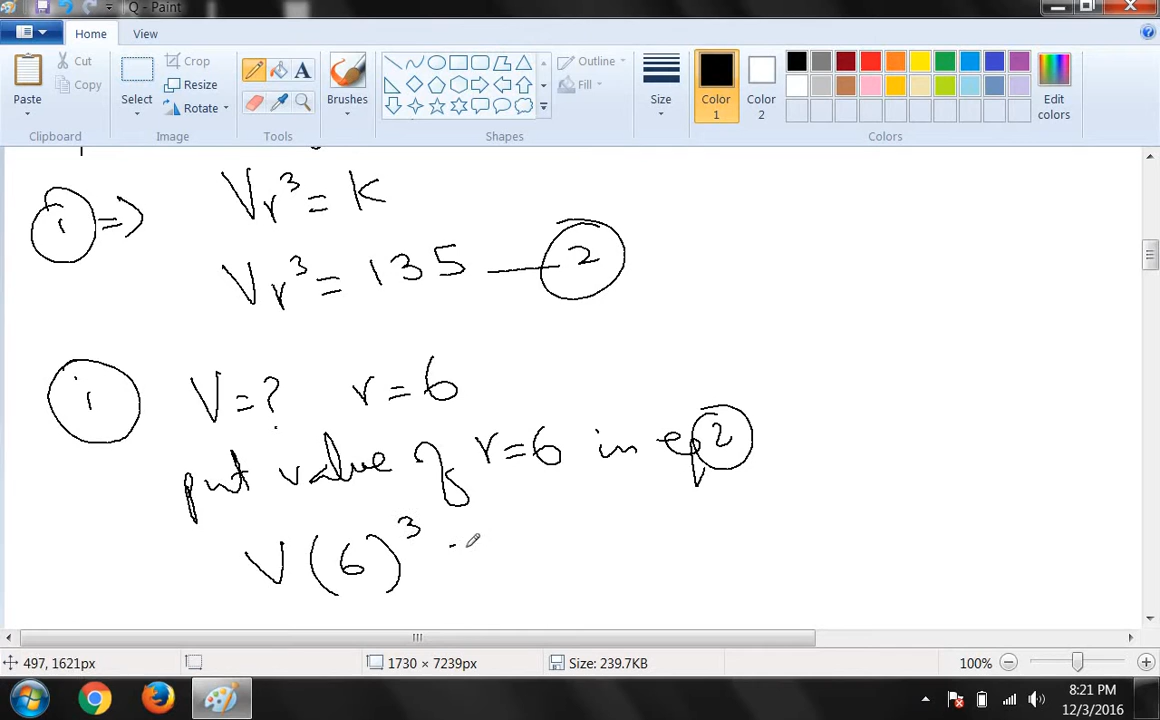 Q - Paint
Home View
Paste Cut Copy Select Crop Resize Rotate Brushes Size Outline Fill Color 1 Color 2 Edit colors
Clipboard Image Tools Shapes Colors
i => Vr³ = K
Vr³ = 135 — 2
i V = ? r = 6
put value of r = 6 in eq 2
V(6)³
497, 1621px 1730 × 7239px Size: 239.7KB 100%
8:21 PM
12/3/2016